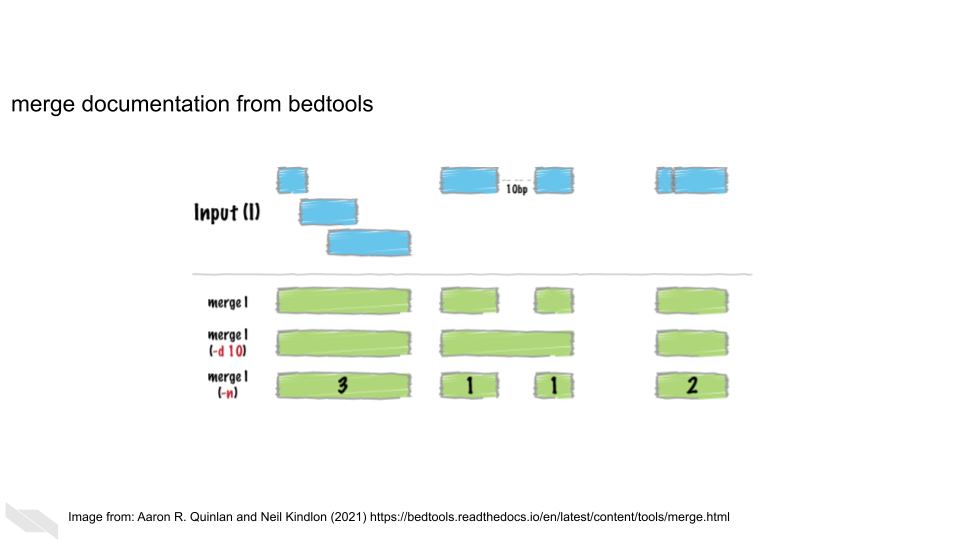 merge documentation from bedtools
10bp
Input (I)
merge I
merge I
(-d 10)
merge I
(-n)
3 1 1 2
Image from: Aaron R. Quinlan and Neil Kindlon (2021) https://bedtools.readthedocs.io/en/latest/content/tools/merge.html